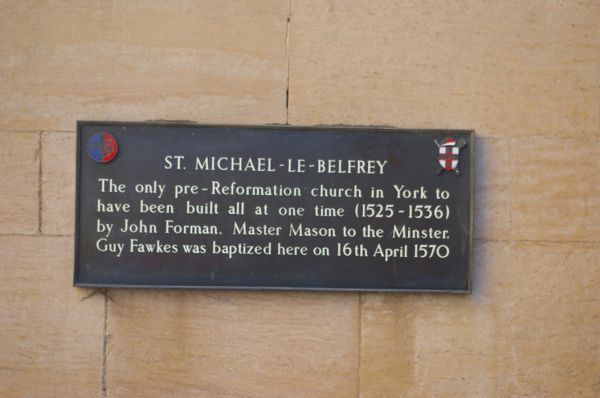 ST. MICHAEL-LE-BELFREY
The only pre-Reformation church in York to
have been built all at one time (1525-1536)
by John Forman. Master Mason to the Minster.
Guy Fawkes was baptized here on 16th April 1570